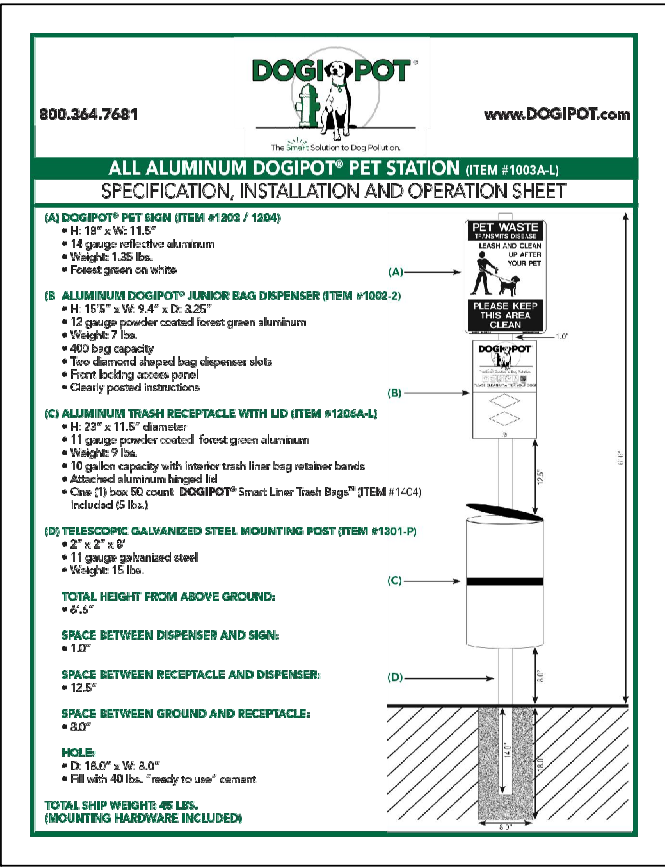 DOGIPOT®
800.364.7681
www.DOGIPOT.com
The Smart Solution to Dog Pollution.
ALL ALUMINUM DOGIPOT® PET STATION (ITEM #1003A-L)
SPECIFICATION, INSTALLATION AND OPERATION SHEET
(A) DOGIPOT® PET SIGN (ITEM #1203 / 1204)
• H: 18" x W: 11.5"
• 14 gauge reflective aluminum
• Weight: 1.35 lbs.
• Forest green on white
(B ALUMINUM DOGIPOT® JUNIOR BAG DISPENSER (ITEM #1002-2)
• H: 15.5" x W: 9.4" x D: 3.25"
• 12 gauge powder coated forest green aluminum
• Weight: 7 lbs.
• 400 bag capacity
• Two diamond shaped bag dispenser slots
• Front locking access panel
• Clearly posted instructions
(C) ALUMINUM TRASH RECEPTACLE WITH LID (ITEM #1206A-L)
• H: 23" x 11.5" diameter
• 11 gauge powder coated forest green aluminum
• Weight: 9 lbs.
• 10 gallon capacity with interior trash liner bag retainer bands
• Attached aluminum hinged lid
• One (1) box 50 count DOGIPOT® Smart Liner Trash Bags™ (ITEM #1404)
Included (5 lbs.)
(D) TELESCOPIC GALVANIZED STEEL MOUNTING POST (ITEM #1301-P)
• 2" x 2" x 8'
• 11 gauge galvanized steel
• Weight: 15 lbs.
TOTAL HEIGHT FROM ABOVE GROUND:
• 6'.6"
SPACE BETWEEN DISPENSER AND SIGN:
• 1.0"
SPACE BETWEEN RECEPTACLE AND DISPENSER:
• 12.5"
SPACE BETWEEN GROUND AND RECEPTACLE:
• 8.0"
HOLE:
• D: 18.0" x W: 8.0"
• Fill with 40 lbs. "ready to use" cement
TOTAL SHIP WEIGHT: 45 LBS.
(MOUNTING HARDWARE INCLUDED)
PET WASTE
TRANSMITS DISEASE
LEASH AND CLEAN
UP AFTER
YOUR PET
PLEASE KEEP
THIS AREA
CLEAN
(A)
1.0"
DOGIPOT
(B)
12.5"
(C)
(D)
8.0"
14.0"
18.0"
8.0"